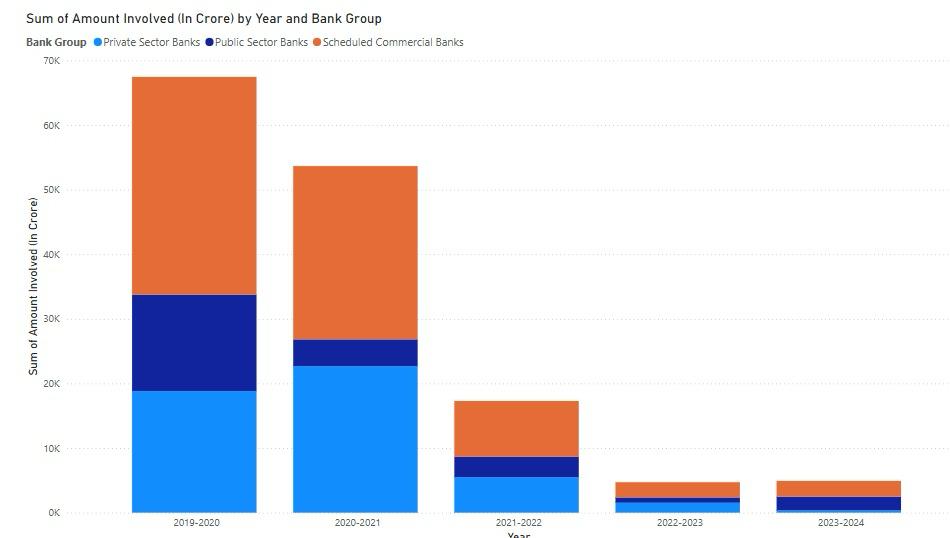 Sum of Amount Involved (In Crore) by Year and Bank Group
Bank Group Private Sector Banks Public Sector Banks Scheduled Commercial Banks
70K
60K
50K
40K
30K
20K
10K
0K
Sum of Amount Involved (In Crore)
2019-2020 2020-2021 2021-2022 2022-2023 2023-2024
Year